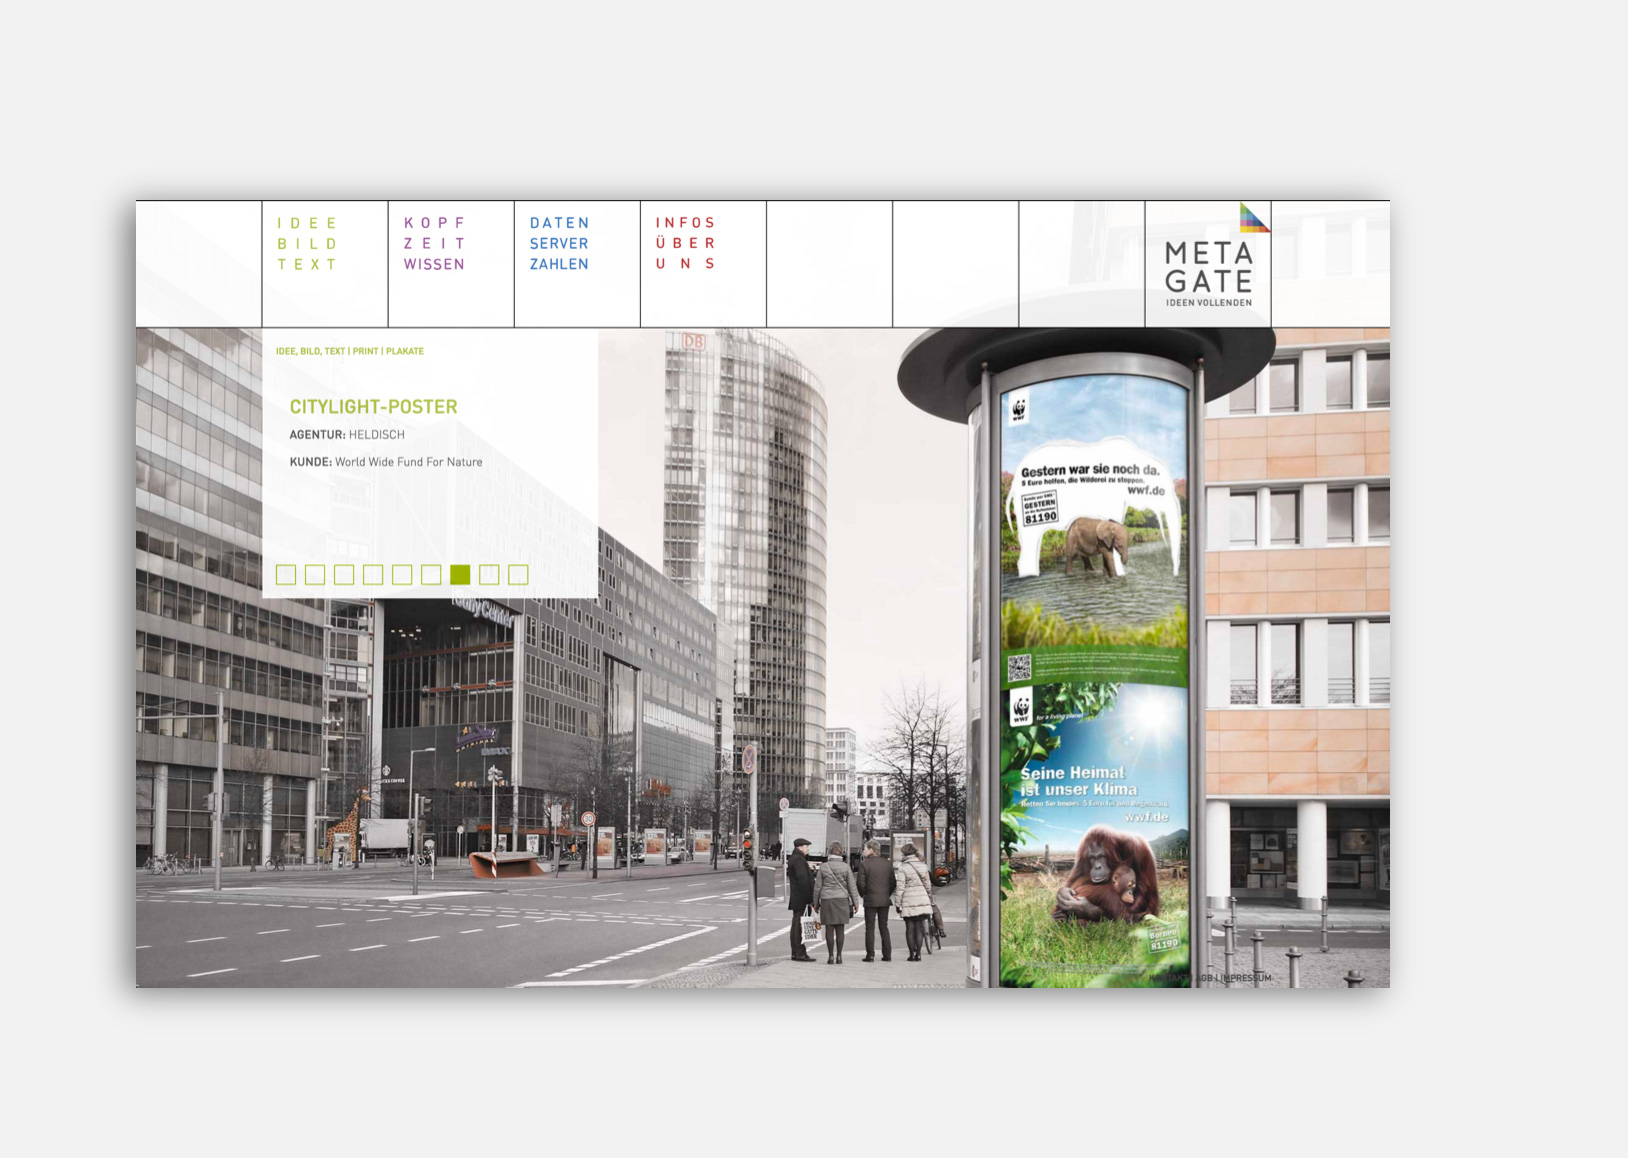 IDEE
BILD
TEXT
KOPF
ZEIT
WISSEN
DATEN
SERVER
ZAHLEN
INFOS
ÜBER
UNS
META
GATE
IDEEN VOLLENDEN
IDEE, BILD, TEXT | PRINT | PLAKATE
CITYLIGHT-POSTER
AGENTUR: HELDISCH
KUNDE: World Wide Fund For Nature
DB
WWF
Gestern war sie noch da.
5 Euro helfen, die Wilderei zu stoppen.
wwf.de
GESTERN
81190
WWF
for a living planet
Seine Heimat
ist unser Klima
wwf.de
Borneo
81190
KONTAKT | AGB | IMPRESSUM